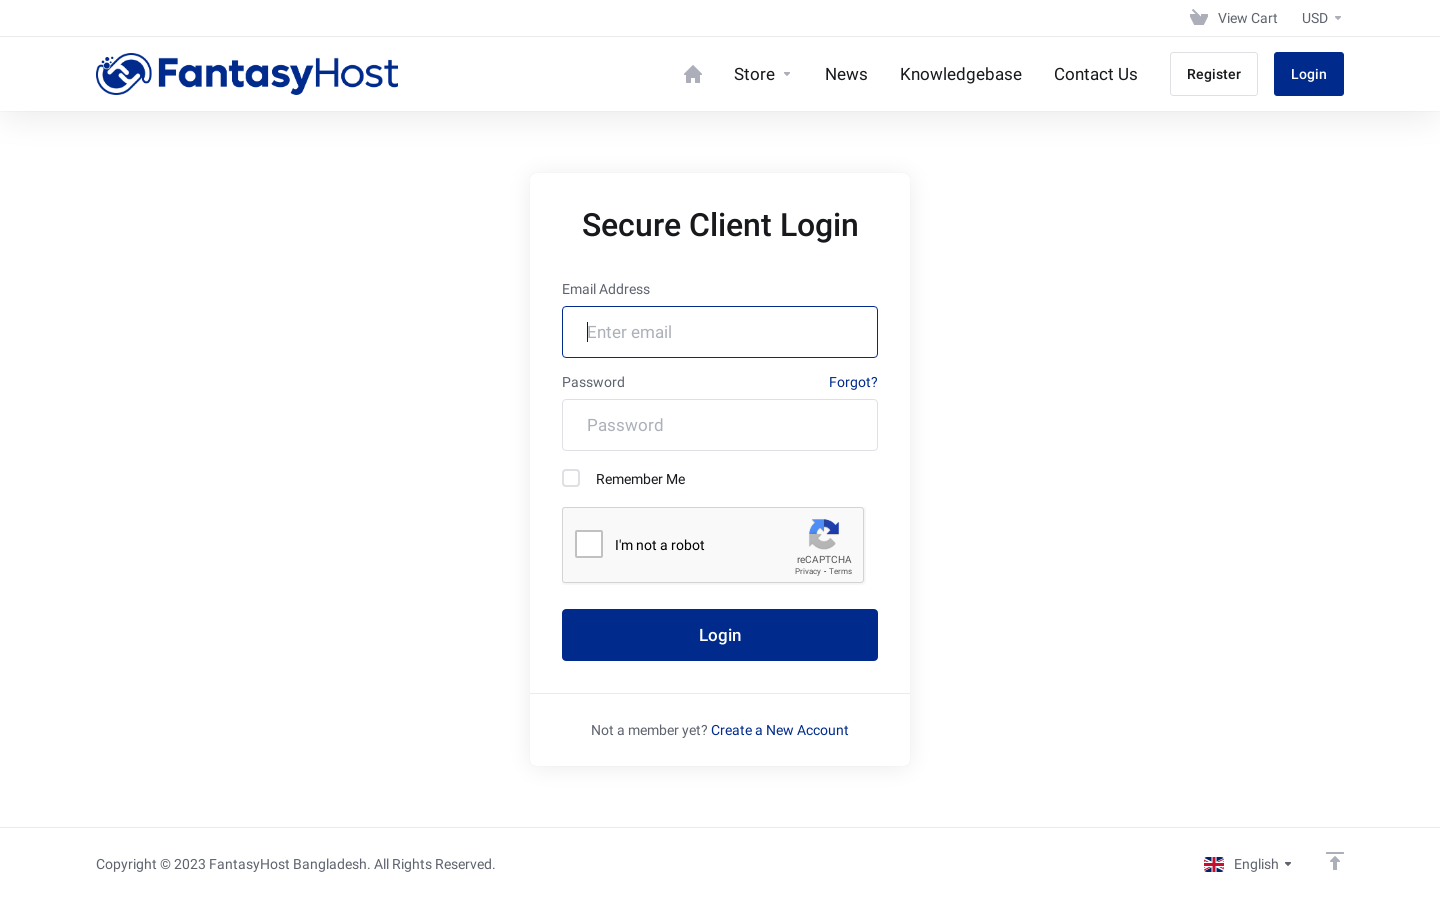 View Cart
USD
FantasyHost
Store
News
Knowledgebase
Contact Us
Register
Login
Secure Client Login
Email Address
Enter email
Password
Forgot?
Password
Remember Me
I'm not a robot
reCAPTCHA
Privacy - Terms
Login
Not a member yet? Create a New Account
Copyright © 2023 FantasyHost Bangladesh. All Rights Reserved.
English